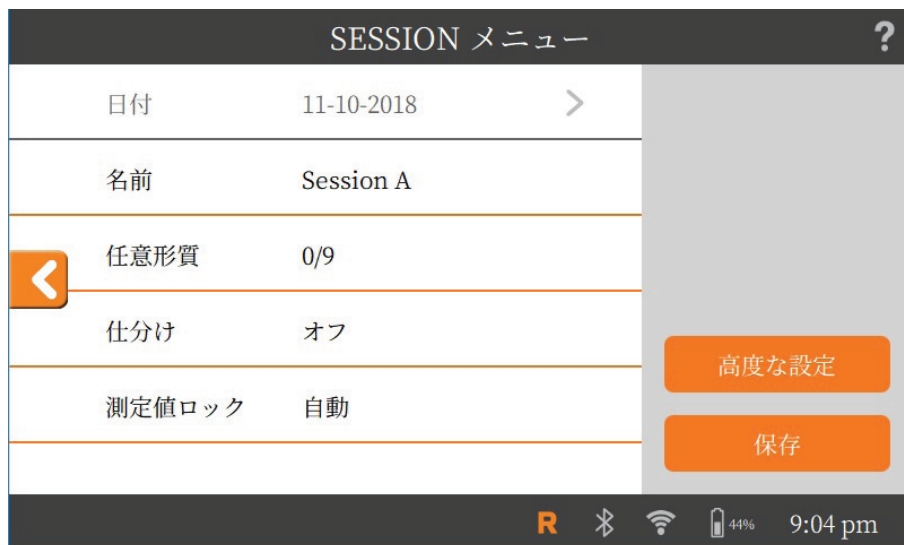 SESSION メニュー ?
日付 11-10-2018
名前 Session A
任意形質 0/9
仕分け オフ
測定値ロック 自動
高度な設定
保存
R 44% 9:04 pm